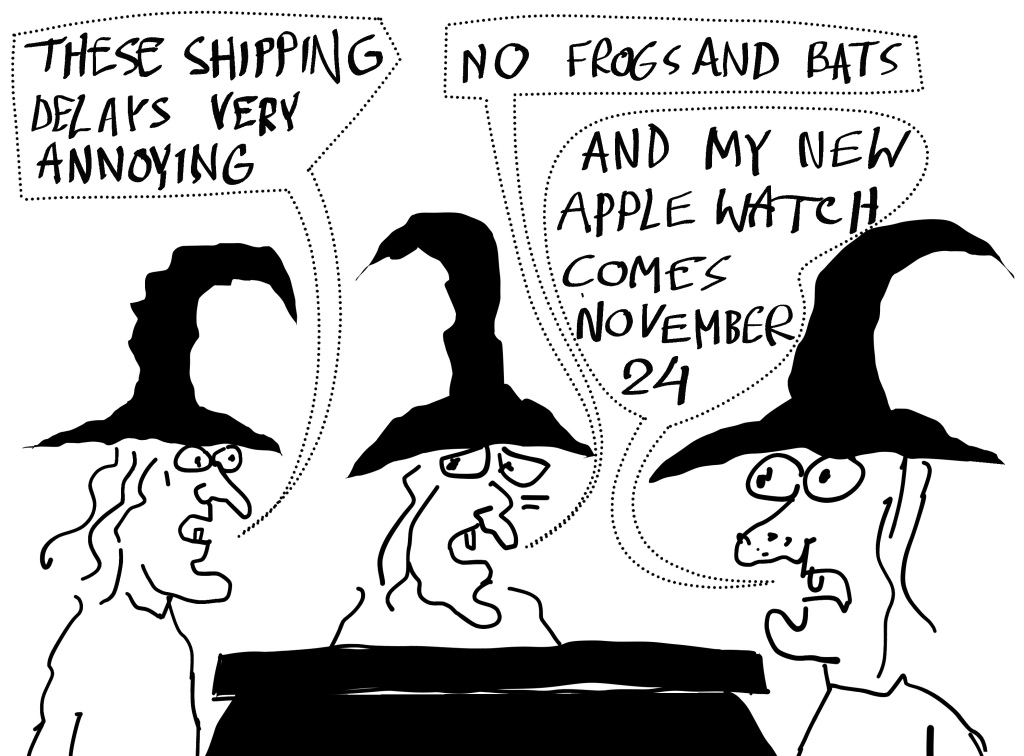 THESE SHIPPING
DELAYS VERY
ANNOYING
NO FROGS AND BATS
AND MY NEW
APPLE WATCH
COMES
NOVEMBER
24